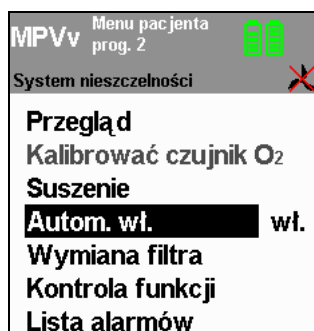 MPVv Menu pacjenta
prog. 2
System nieszczelności
Przegląd
Kalibrować czujnik O2
Suszenie
Autom. wł. wł.
Wymiana filtra
Kontrola funkcji
Lista alarmów